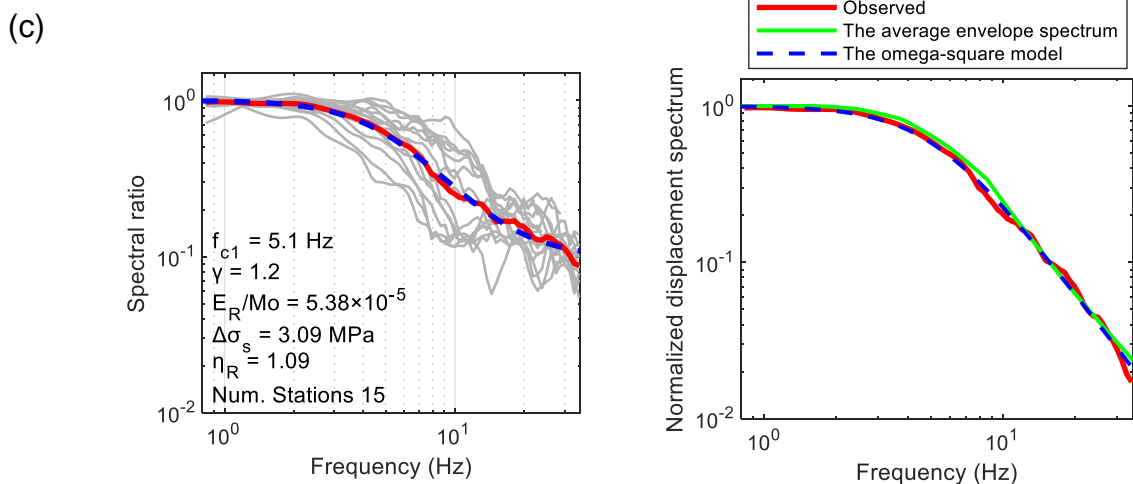 (c)
Spectral ratio
10^0
10^-1
10^-2
f_c1 = 5.1 Hz
γ = 1.2
E_R/Mo = 5.38×10^-5
Δσ_s = 3.09 MPa
η_R = 1.09
Num. Stations 15
10^0
10^1
Frequency (Hz)
Observed
The average envelope spectrum
The omega-square model
Normalized displacement spectrum
10^0
10^-1
10^-2
10^0
10^1
Frequency (Hz)